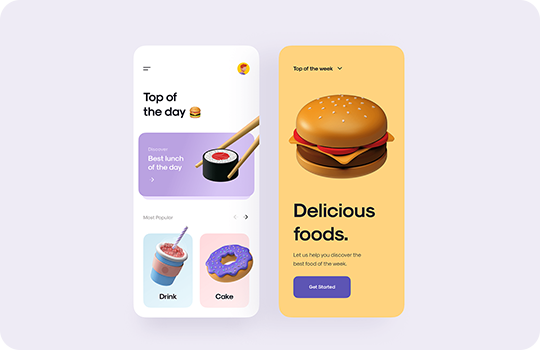 Top of
the day
Discover
Best lunch
of the day
Most Popular
Drink
Cake
Top of the week
Delicious
foods.
Let us help you discover the
best food of the week.
Get Started